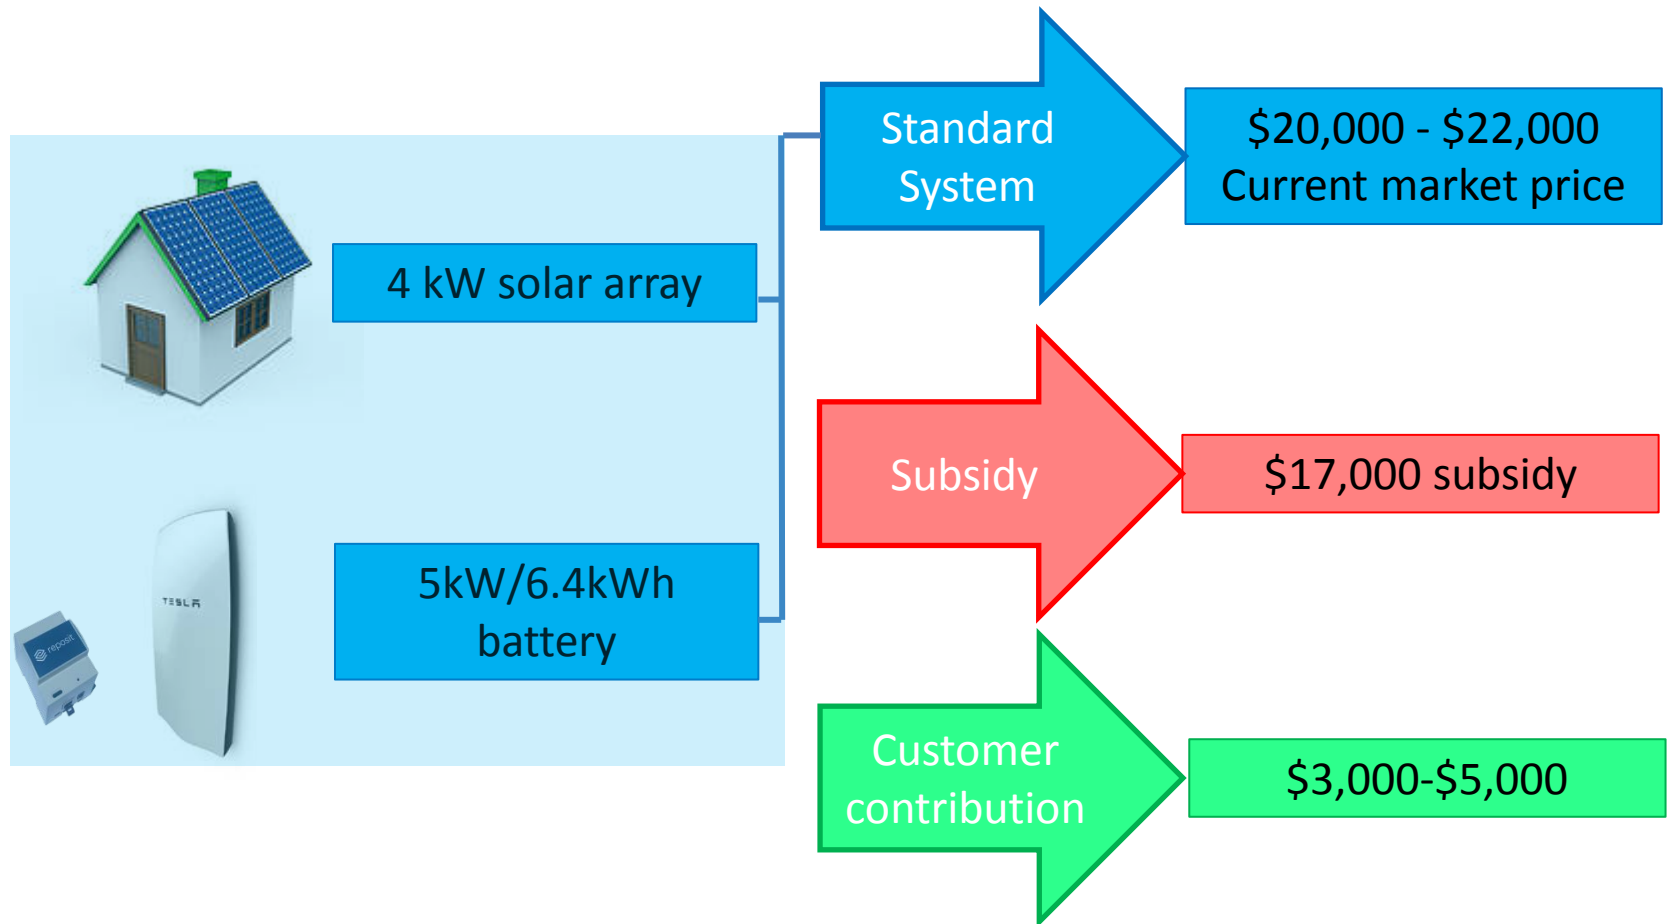 Standard
System
$20,000 - $22,000
Current market price
4 kW solar array
Subsidy
$17,000 subsidy
5kW/6.4kWh
battery
TESLA
reposit
Customer
contribution
$3,000-$5,000